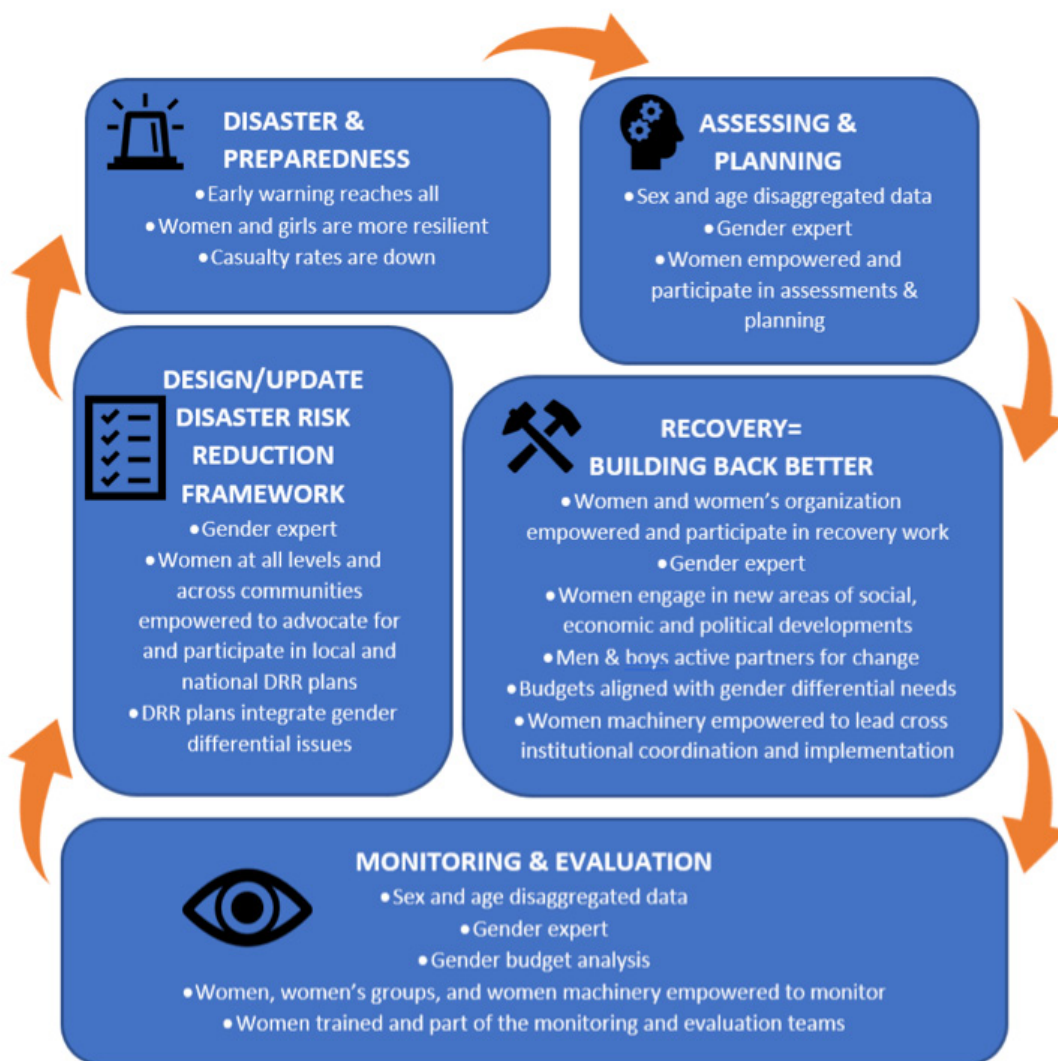 DISASTER &
PREPAREDNESS
•Early warning reaches all
•Women and girls are more resilient
•Casualty rates are down
ASSESSING &
PLANNING
•Sex and age disaggregated data
•Gender expert
•Women empowered and
participate in assessments &
planning
RECOVERY=
BUILDING BACK BETTER
•Women and women’s organization
empowered and participate in recovery work
•Gender expert
•Women engage in new areas of social,
economic and political developments
•Men & boys active partners for change
•Budgets aligned with gender differential needs
•Women machinery empowered to lead cross
institutional coordination and implementation
MONITORING & EVALUATION
•Sex and age disaggregated data
•Gender expert
•Gender budget analysis
•Women, women’s groups, and women machinery empowered to monitor
•Women trained and part of the monitoring and evaluation teams
DESIGN/UPDATE
DISASTER RISK
REDUCTION
FRAMEWORK
•Gender expert
•Women at all levels and
across communities
empowered to advocate for
and participate in local and
national DRR plans
•DRR plans integrate gender
differential issues